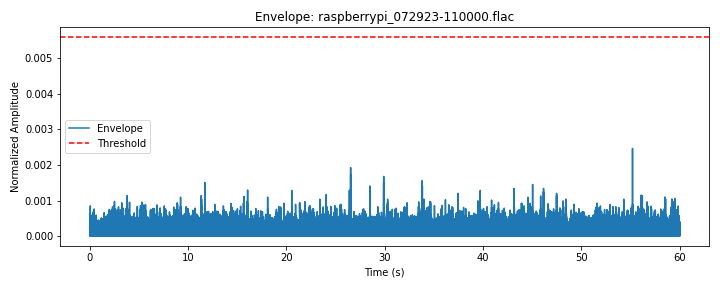 Envelope: raspberrypi_072923-110000.flac
Normalized Amplitude
0.005
0.004
0.003
0.002
0.001
0.000
Envelope
Threshold
0
10
20
30
40
50
60
Time (s)